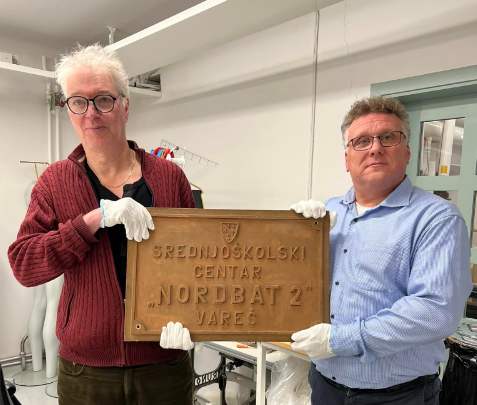 SREDNJOŠKOLSKI
CENTAR
„NORDBAT 2"
VAREŠ